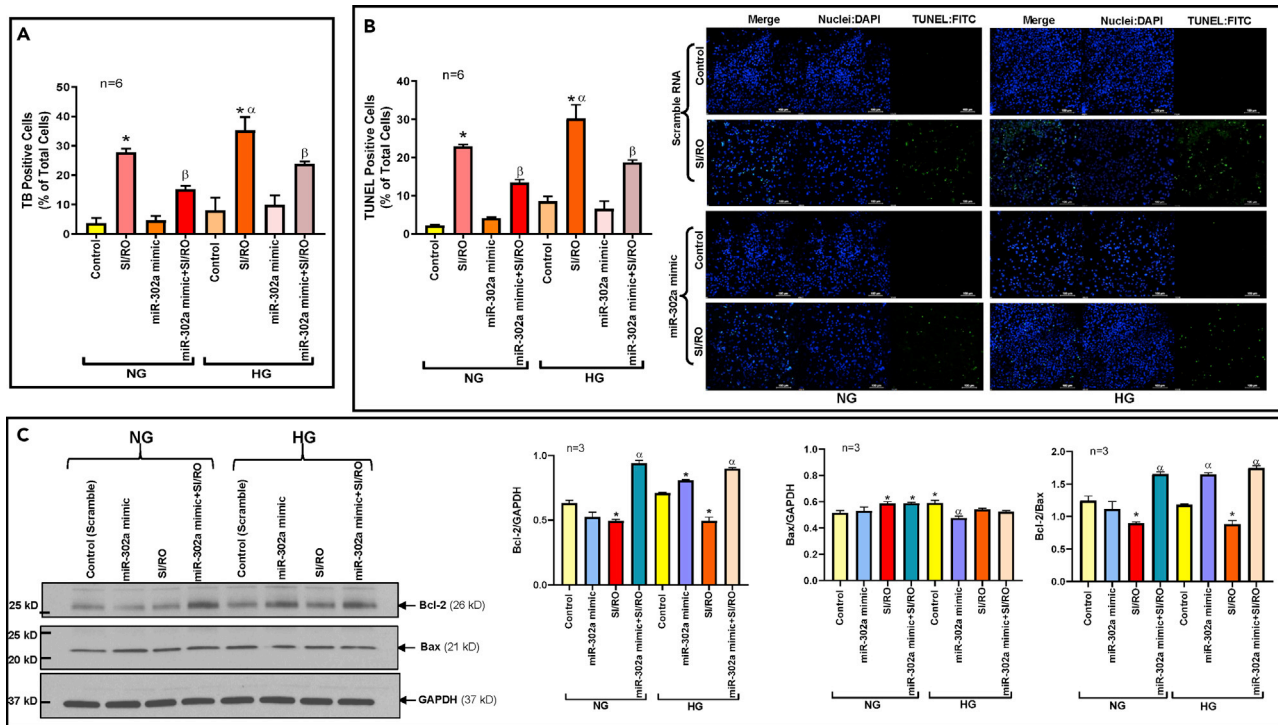 A
n=6
TB Positive Cells
(% of Total Cells)
50
40
30
20
10
0
*
β
* α
β
Control
SI/RO
miR-302a mimic
miR-302a mimic+SI/RO
Control
SI/RO
miR-302a mimic
miR-302a mimic+SI/RO
NG
HG
B
n=6
TUNEL Positive Cells
(% of Total Cells)
40
30
20
10
0
*
β
* α
β
Control
SI/RO
miR-302a mimic
miR-302a mimic+SI/RO
Control
SI/RO
miR-302a mimic
miR-302a mimic+SI/RO
NG
HG
Merge
Nuclei:DAPI
TUNEL:FITC
Merge
Nuclei:DAPI
TUNEL:FITC
Scramble RNA
Control
SI/RO
miR-302a mimic
Control
SI/RO
NG
HG
C
NG
HG
Control (Scramble)
miR-302a mimic
SI/RO
miR-302a mimic+SI/RO
Control (Scramble)
miR-302a mimic
SI/RO
miR-302a mimic+SI/RO
25 kD
Bcl-2 (26 kD)
25 kD
20 kD
Bax (21 kD)
37 kD
GAPDH (37 kD)
n=3
Bcl-2/GAPDH
1.0
0.5
0.0
*
α
*
*
α
Control
miR-302a mimic
SI/RO
miR-302a mimic+SI/RO
Control
miR-302a mimic
SI/RO
miR-302a mimic+SI/RO
NG
HG
n=3
Bax/GAPDH
1.0
0.8
0.6
0.4
0.2
0.0
*
*
*
α
Control
miR-302a mimic
SI/RO
miR-302a mimic+SI/RO
Control
miR-302a mimic
SI/RO
miR-302a mimic+SI/RO
NG
HG
n=3
Bcl-2/Bax
2.0
1.5
1.0
0.5
0.0
*
α
α
*
α
Control
miR-302a mimic
SI/RO
miR-302a mimic+SI/RO
Control
miR-302a mimic
SI/RO
miR-302a mimic+SI/RO
NG
HG